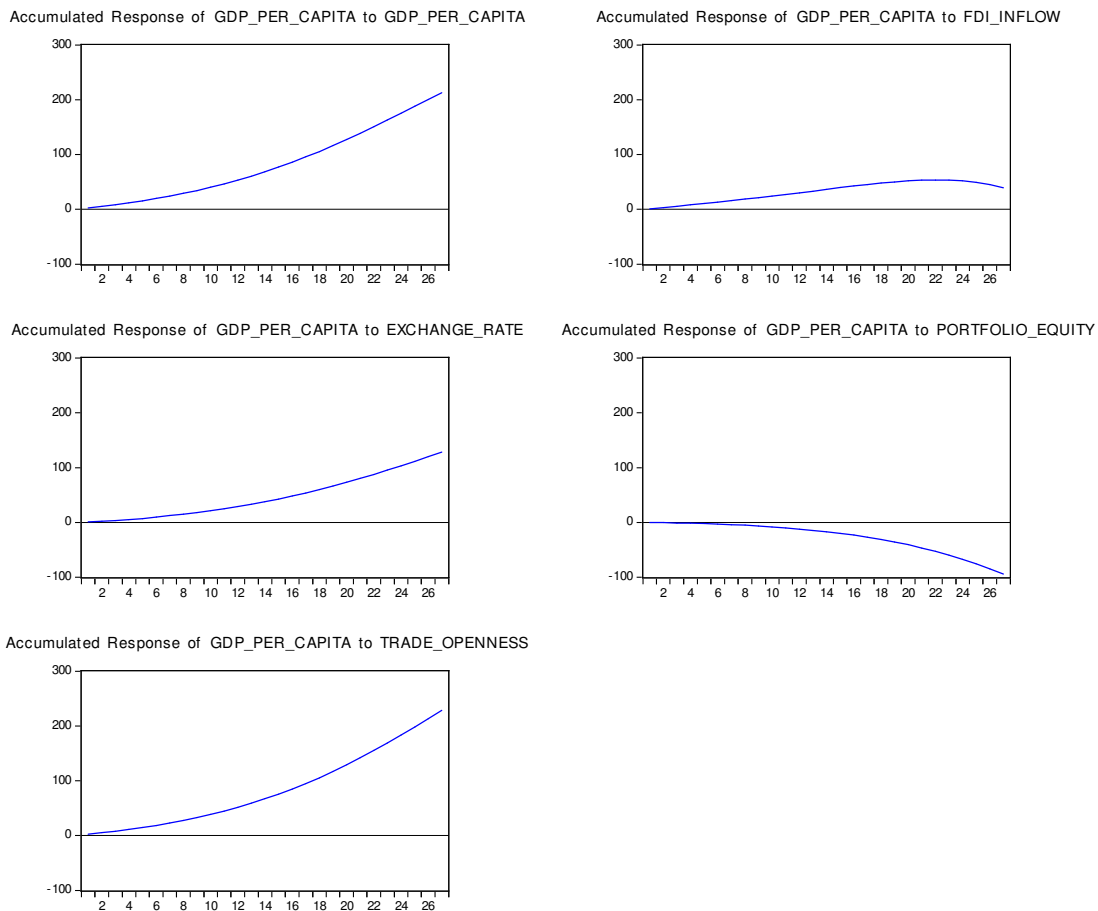 Accumulated Response of GDP_PER_CAPITA to GDP_PER_CAPITA
300
200
100
0
-100
2 4 6 8 10 12 14 16 18 20 22 24 26
Accumulated Response of GDP_PER_CAPITA to FDI_INFLOW
300
200
100
0
-100
2 4 6 8 10 12 14 16 18 20 22 24 26
Accumulated Response of GDP_PER_CAPITA to EXCHANGE_RATE
300
200
100
0
-100
2 4 6 8 10 12 14 16 18 20 22 24 26
Accumulated Response of GDP_PER_CAPITA to PORTFOLIO_EQUITY
300
200
100
0
-100
2 4 6 8 10 12 14 16 18 20 22 24 26
Accumulated Response of GDP_PER_CAPITA to TRADE_OPENNESS
300
200
100
0
-100
2 4 6 8 10 12 14 16 18 20 22 24 26